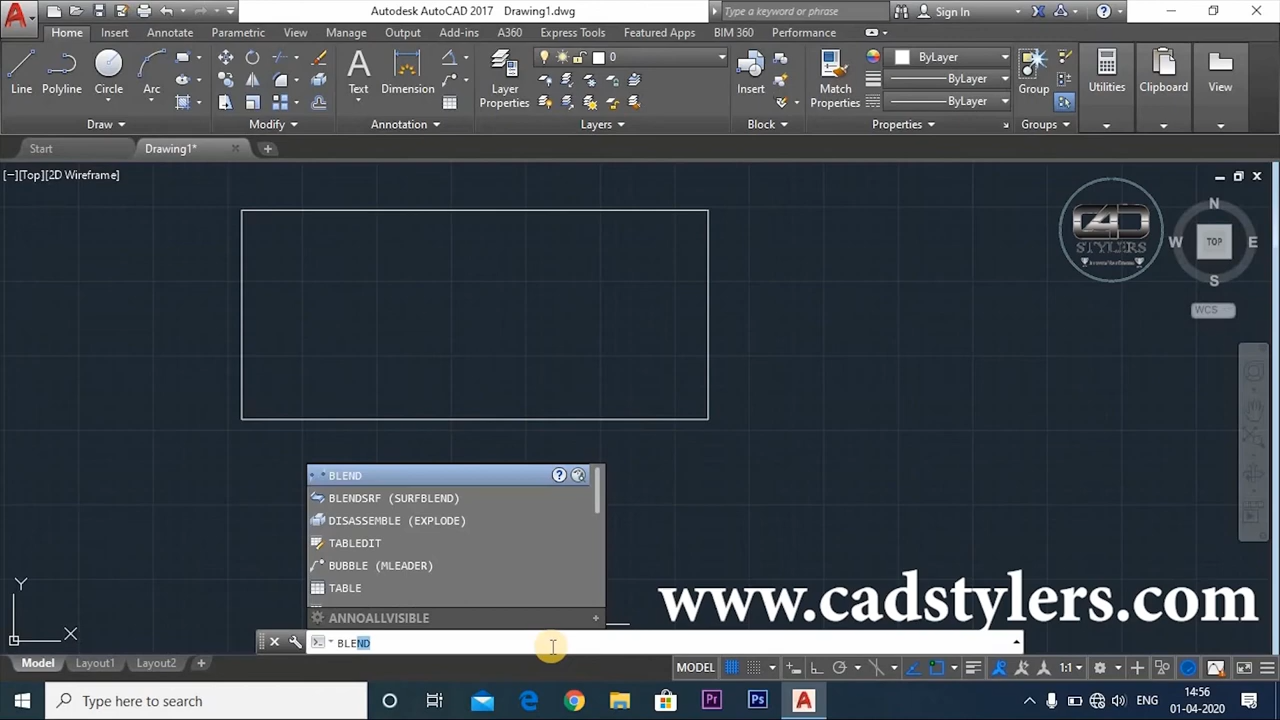 Autodesk AutoCAD 2017 Drawing1.dwg
Type a keyword or phrase
Sign In
Home Insert Annotate Parametric View Manage Output Add-ins A360 Express Tools Featured Apps BIM 360 Performance
Line Polyline Circle Arc
Text Dimension
Layer Properties
0
Insert
Match Properties
ByLayer
ByLayer
ByLayer
Group
Utilities
Clipboard
View
Draw Modify Annotation Layers Block Properties Groups
Start Drawing1*
[−][Top][2D Wireframe]
CAD
STYLERS
N
W TOP E
S
WCS
BLEND
BLENDSRF (SURFBLEND)
DISASSEMBLE (EXPLODE)
TABLEDIT
BUBBLE (MLEADER)
TABLE
ANNOALLVISIBLE
www.cadstylers.com
Y
X
BLEND
Model Layout1 Layout2
MODEL
1:1
Type here to search
Pr
Ps
ENG
14:56
01-04-2020